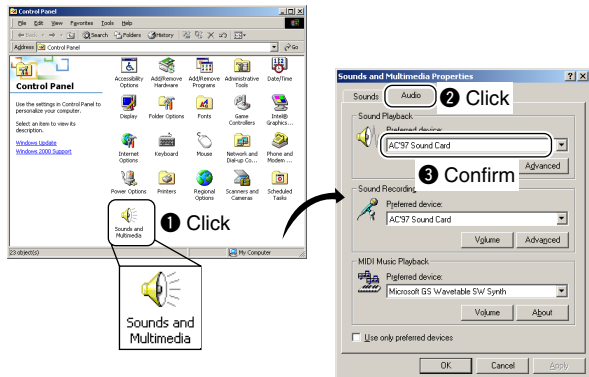 Control Panel
File Edit View Favorites Tools Help
Back Search Folders History
Address Control Panel Go
Control Panel
Use the settings in Control Panel to
personalize your computer.
Select an item to view its
description.
Windows Update
Windows 2000 Support
Accessibility Options
Add/Remove Hardware
Add/Remove Programs
Administrative Tools
Date/Time
Display
Folder Options
Fonts
Game Controllers
Intel® Graphics...
Internet Options
Keyboard
Mouse
Network and Dial-up Co...
Phone and Modem ...
Power Options
Printers
Regional Options
Scanners and Cameras
Scheduled Tasks
Sounds and Multimedia
❶ Click
23 object(s) My Computer
Sounds and
Multimedia
Sounds and Multimedia Properties
Sounds Audio ❷ Click
Sound Playback
Preferred device:
AC'97 Sound Card
Advanced
❸ Confirm
Sound Recording
Preferred device:
AC'97 Sound Card
Volume Advanced
MIDI Music Playback
Preferred device:
Microsoft GS Wavetable SW Synth
Volume About
Use only preferred devices
OK Cancel Apply